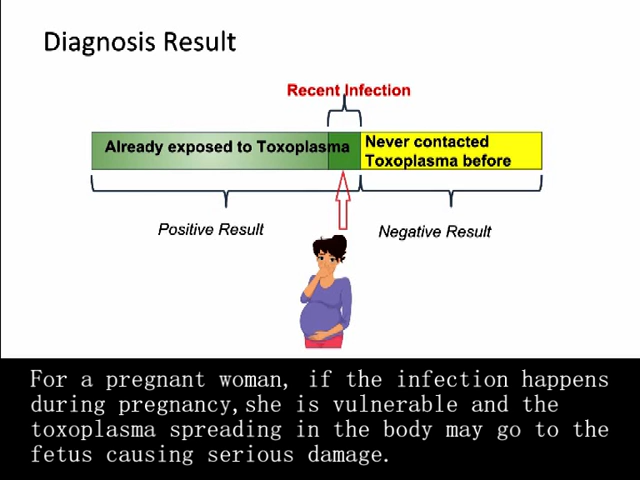 Diagnosis Result
Recent Infection
Already exposed to Toxoplasma
Never contacted
Toxoplasma before
Positive Result
Negative Result
For a pregnant woman, if the infection happens
during pregnancy,she is vulnerable and the
toxoplasma spreading in the body may go to the
fetus causing serious damage.